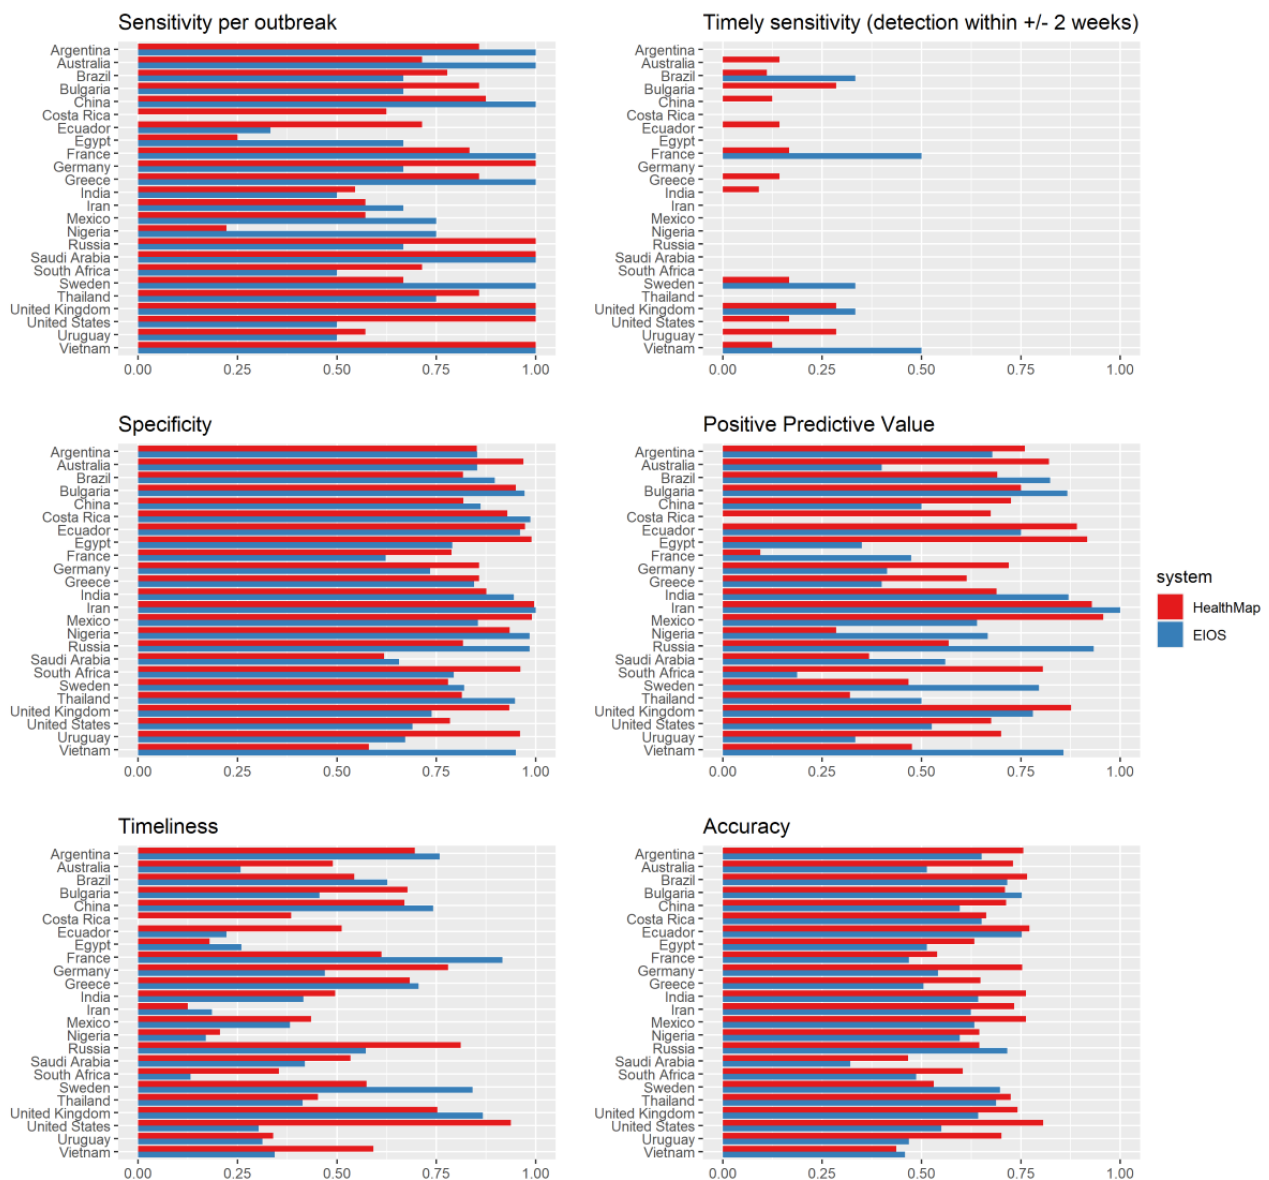 Sensitivity per outbreak
Argentina
Australia
Brazil
Bulgaria
China
Costa Rica
Ecuador
Egypt
France
Germany
Greece
India
Iran
Mexico
Nigeria
Russia
Saudi Arabia
South Africa
Sweden
Thailand
United Kingdom
United States
Uruguay
Vietnam
0.00 0.25 0.50 0.75 1.00
Timely sensitivity (detection within +/- 2 weeks)
Argentina
Australia
Brazil
Bulgaria
China
Costa Rica
Ecuador
Egypt
France
Germany
Greece
India
Iran
Mexico
Nigeria
Russia
Saudi Arabia
South Africa
Sweden
Thailand
United Kingdom
United States
Uruguay
Vietnam
0.00 0.25 0.50 0.75 1.00
Specificity
Argentina
Australia
Brazil
Bulgaria
China
Costa Rica
Ecuador
Egypt
France
Germany
Greece
India
Iran
Mexico
Nigeria
Russia
Saudi Arabia
South Africa
Sweden
Thailand
United Kingdom
United States
Uruguay
Vietnam
0.00 0.25 0.50 0.75 1.00
Positive Predictive Value
Argentina
Australia
Brazil
Bulgaria
China
Costa Rica
Ecuador
Egypt
France
Germany
Greece
India
Iran
Mexico
Nigeria
Russia
Saudi Arabia
South Africa
Sweden
Thailand
United Kingdom
United States
Uruguay
Vietnam
0.00 0.25 0.50 0.75 1.00
system
HealthMap
EIOS
Timeliness
Argentina
Australia
Brazil
Bulgaria
China
Costa Rica
Ecuador
Egypt
France
Germany
Greece
India
Iran
Mexico
Nigeria
Russia
Saudi Arabia
South Africa
Sweden
Thailand
United Kingdom
United States
Uruguay
Vietnam
0.00 0.25 0.50 0.75 1.00
Accuracy
Argentina
Australia
Brazil
Bulgaria
China
Costa Rica
Ecuador
Egypt
France
Germany
Greece
India
Iran
Mexico
Nigeria
Russia
Saudi Arabia
South Africa
Sweden
Thailand
United Kingdom
United States
Uruguay
Vietnam
0.00 0.25 0.50 0.75 1.00